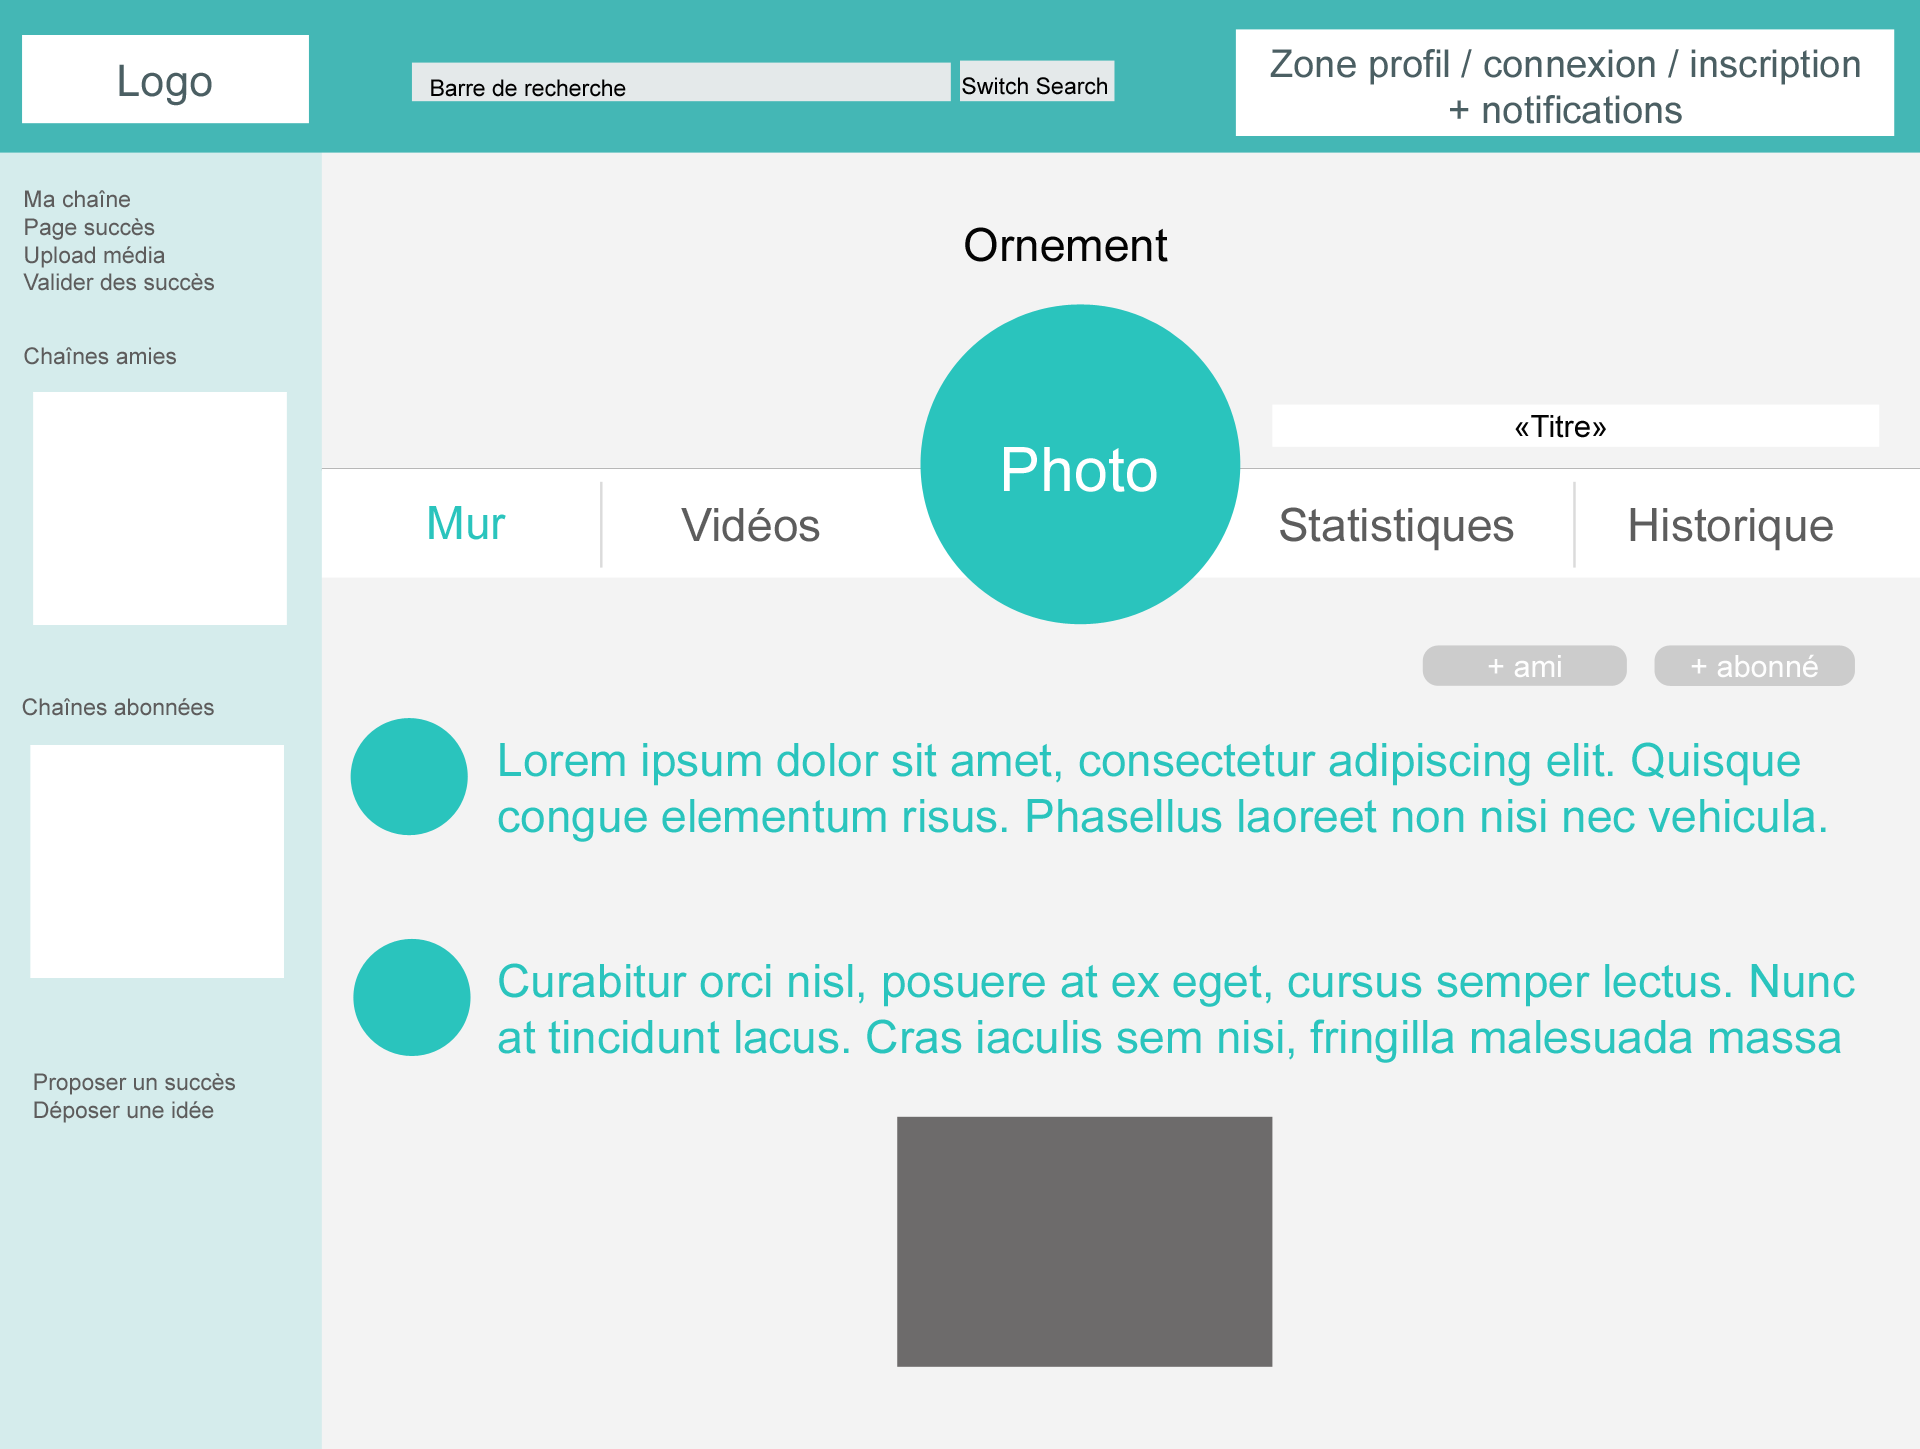 Logo
Barre de recherche
Switch Search
Zone profil / connexion / inscription
+ notifications
Ma chaîne
Page succès
Upload média
Valider des succès
Chaînes amies
Chaînes abonnées
Proposer un succès
Déposer une idée
Ornement
Photo
«Titre»
Mur
Vidéos
Statistiques
Historique
+ ami
+ abonné
Lorem ipsum dolor sit amet, consectetur adipiscing elit. Quisque
congue elementum risus. Phasellus laoreet non nisi nec vehicula.
Curabitur orci nisl, posuere at ex eget, cursus semper lectus. Nunc
at tincidunt lacus. Cras iaculis sem nisi, fringilla malesuada massa